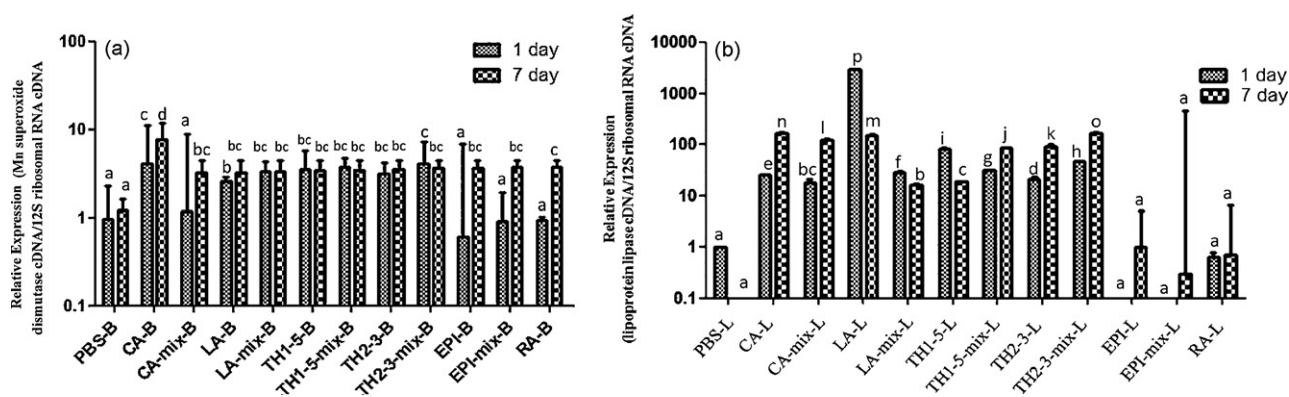 (a)
1 day
7 day
Relative Expression (Mn superoxide
dismutase cDNA/12S ribosomal RNA cDNA
100
10
1
0.1
a a c d a bc b bc bc bc bc bc bc bc bc bc c bc a bc a bc a c
PBS-B
CA-B
CA-mix-B
LA-B
LA-mix-B
TH1-5-B
TH1-5-mix-B
TH2-3-B
TH2-3-mix-B
EPI-B
EPI-mix-B
RA-B
(b)
1 day
7 day
Relative Expression
(lipoprotein lipase cDNA/12S ribosomal RNA cDNA
10000
1000
100
10
1
0.1
a a e n bc l p m f b i c g j d k h o a a a a a a
PBS-L
CA-L
CA-mix-L
LA-L
LA-mix-L
TH1-5-L
TH1-5-mix-L
TH2-3-L
TH2-3-mix-L
EPI-L
EPI-mix-L
RA-L